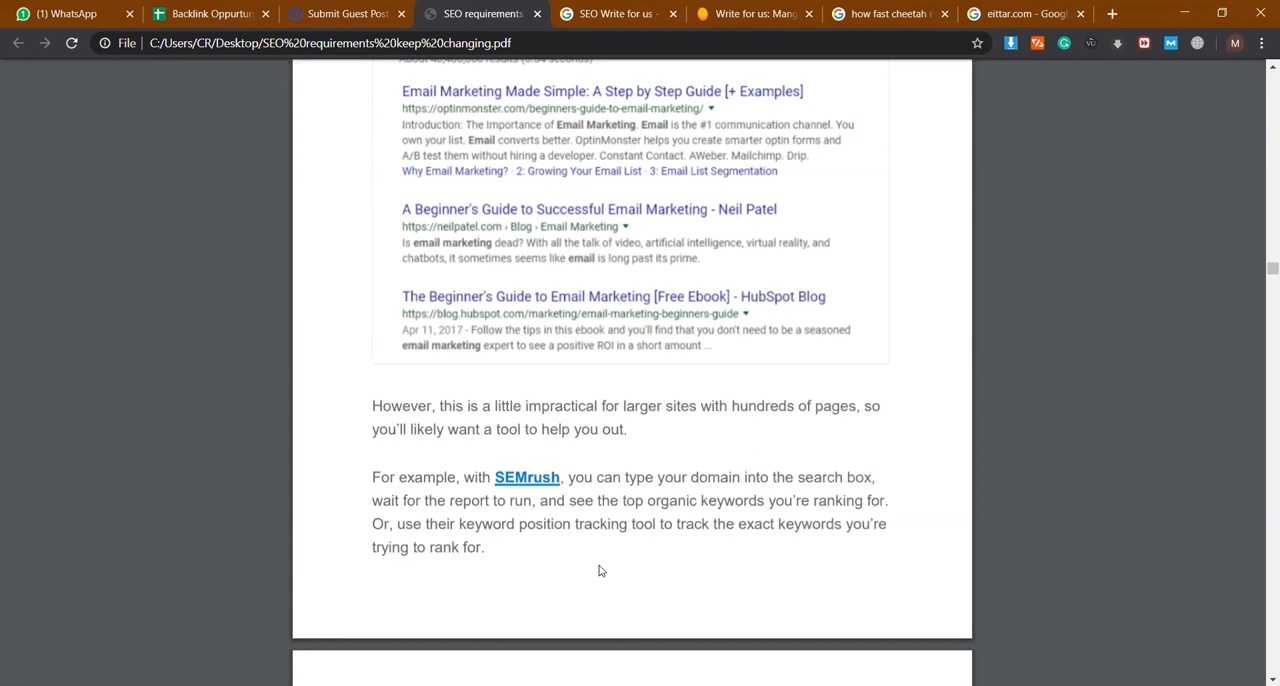 (1) WhatsApp
Backlink Oppurtun
Submit Guest Post
SEO requirements
SEO Write for us -
Write for us: Mang
how fast cheetah r
eittar.com - Googl
File C:/Users/CR/Desktop/SEO%20requirements%20keep%20changing.pdf
M
Email Marketing Made Simple: A Step by Step Guide [+ Examples]
https://optinmonster.com/beginners-guide-to-email-marketing/
Introduction: The Importance of Email Marketing. Email is the #1 communication channel. You
own your list. Email converts better. OptinMonster helps you create smarter optin forms and
A/B test them without hiring a developer. Constant Contact. AWeber. Mailchimp. Drip.
Why Email Marketing? · 2: Growing Your Email List · 3: Email List Segmentation
A Beginner's Guide to Successful Email Marketing - Neil Patel
https://neilpatel.com › Blog › Email Marketing
Is email marketing dead? With all the talk of video, artificial intelligence, virtual reality, and
chatbots, it sometimes seems like email is long past its prime.
The Beginner's Guide to Email Marketing [Free Ebook] - HubSpot Blog
https://blog.hubspot.com/marketing/email-marketing-beginners-guide
Apr 11, 2017 - Follow the tips in this ebook and you'll find that you don't need to be a seasoned
email marketing expert to see a positive ROI in a short amount ...
However, this is a little impractical for larger sites with hundreds of pages, so
you'll likely want a tool to help you out.
For example, with SEMrush, you can type your domain into the search box,
wait for the report to run, and see the top organic keywords you're ranking for.
Or, use their keyword position tracking tool to track the exact keywords you're
trying to rank for.